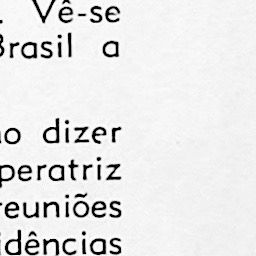 . Vê-se
Brasil a
ao dizer
peratriz
reuniões
idências